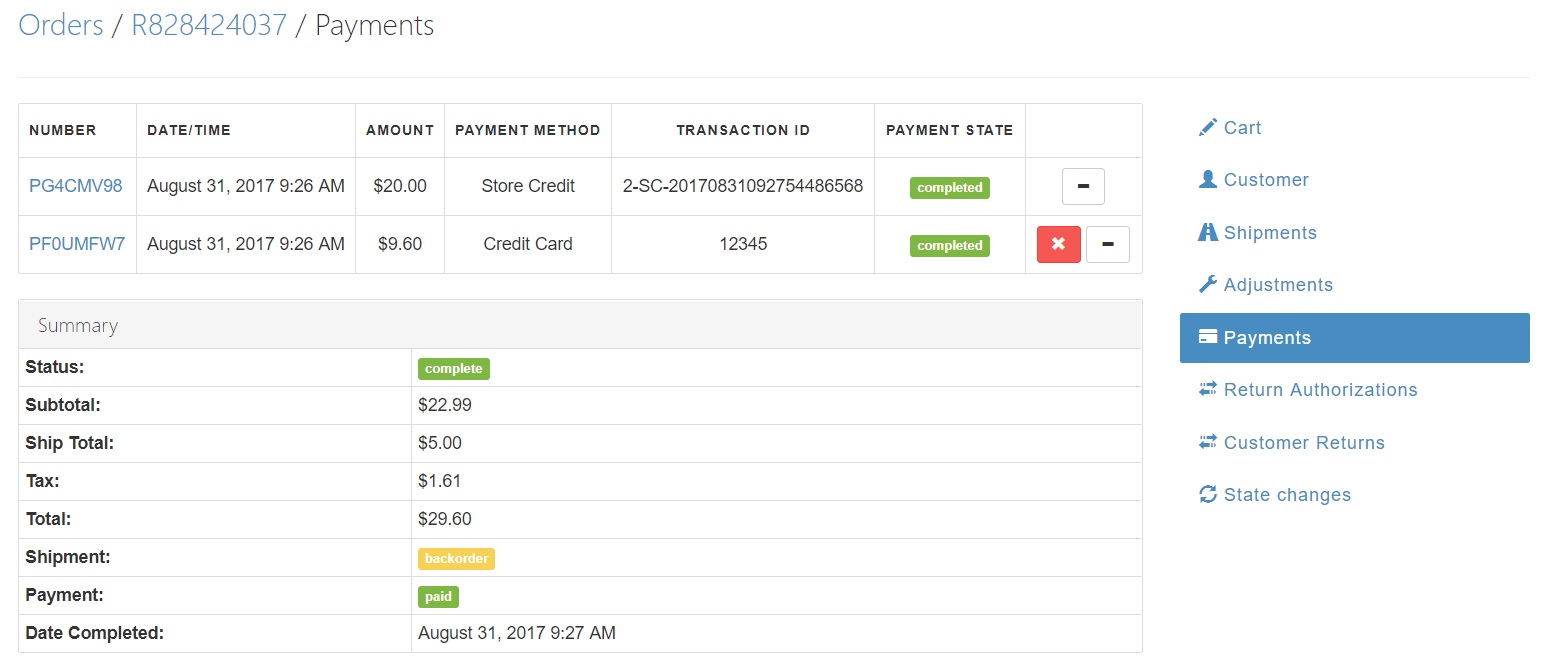 Orders / R828424037 / Payments
NUMBER DATE/TIME AMOUNT PAYMENT METHOD TRANSACTION ID PAYMENT STATE
PG4CMV98 August 31, 2017 9:26 AM $20.00 Store Credit 2-SC-20170831092754486568 completed
PF0UMFW7 August 31, 2017 9:26 AM $9.60 Credit Card 12345 completed
Summary
Status: complete
Subtotal: $22.99
Ship Total: $5.00
Tax: $1.61
Total: $29.60
Shipment: backorder
Payment: paid
Date Completed: August 31, 2017 9:27 AM
Cart
Customer
Shipments
Adjustments
Payments
Return Authorizations
Customer Returns
State changes